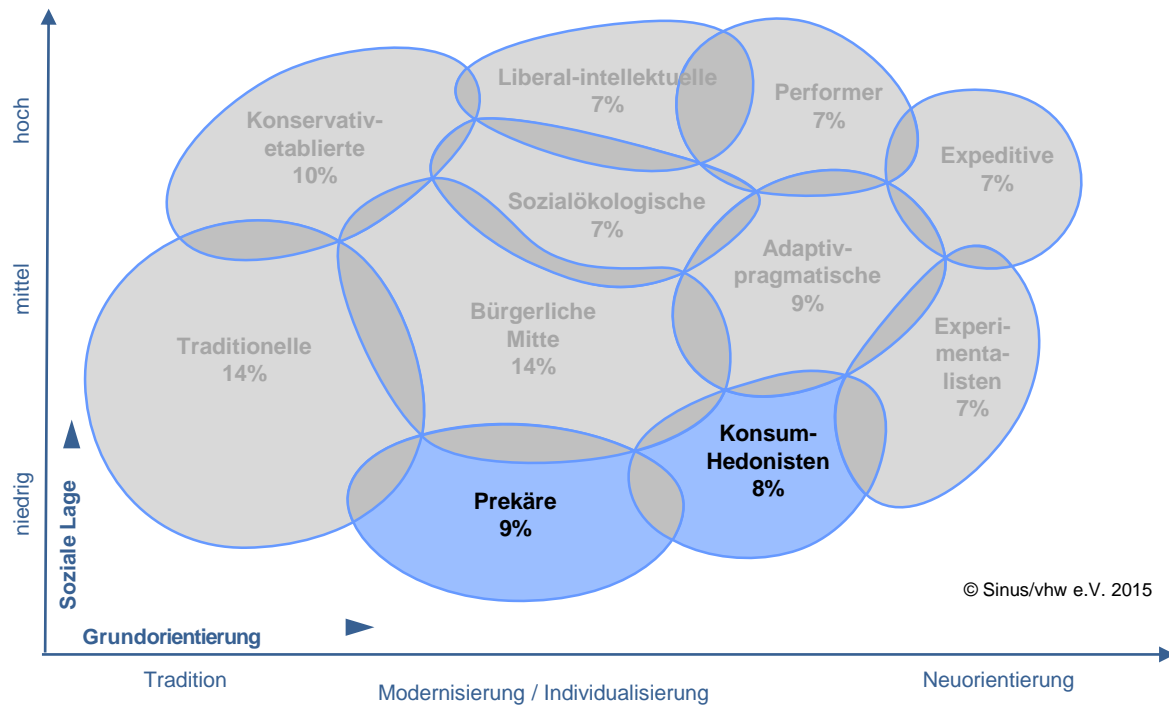 hoch
mittel
niedrig
Soziale Lage
Liberal-intellektuelle
7%
Performer
7%
Konservativ-
etablierte
10%
Expeditive
7%
Sozialökologische
7%
Adaptiv-
pragmatische
9%
Bürgerliche
Mitte
14%
Traditionelle
14%
Experi-
menta-
listen
7%
Konsum-
Hedonisten
8%
Prekäre
9%
© Sinus/vhw e.V. 2015
Grundorientierung
Tradition
Modernisierung / Individualisierung
Neuorientierung